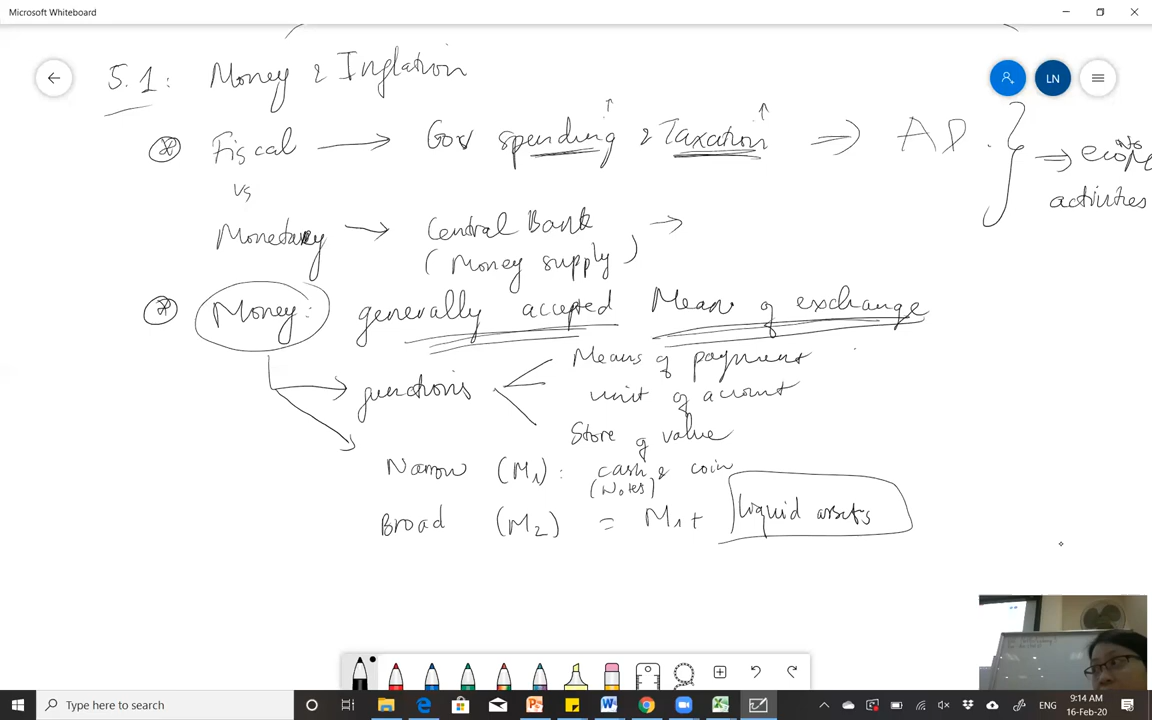 Microsoft Whiteboard
5.1: Money & Inflation
LN
Fiscal → Gov spending ↑ & Taxation ↑ ⇒ AD.
vs
⇒ econo
activities
Monetary → Central Bank →
(Money supply)
Money: generally accepted Means of exchange
functions
Means of payment
unit of account
Store of value
Narrow (M1): cash & coin
(Notes)
Broad (M2) = M1 + liquid assets
Type here to search
ENG
9:14 AM
16-Feb-20